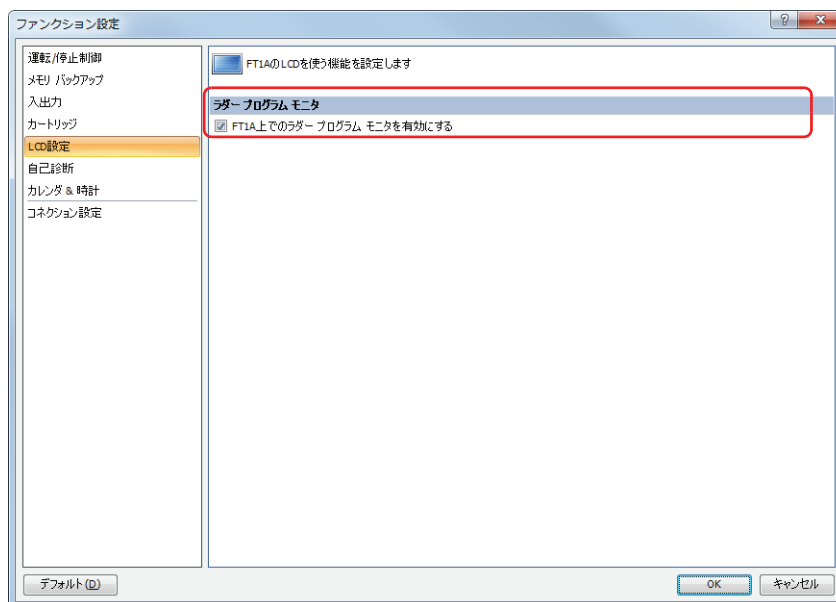 ファンクション設定
運転/停止制御
メモリ バックアップ
入出力
カートリッジ
LCD設定
自己診断
カレンダ & 時計
コネクション設定
FT1AのLCDを使う機能を設定します
ラダー プログラム モニタ
FT1A上でのラダー プログラム モニタを有効にする
デフォルト(D)
OK
キャンセル